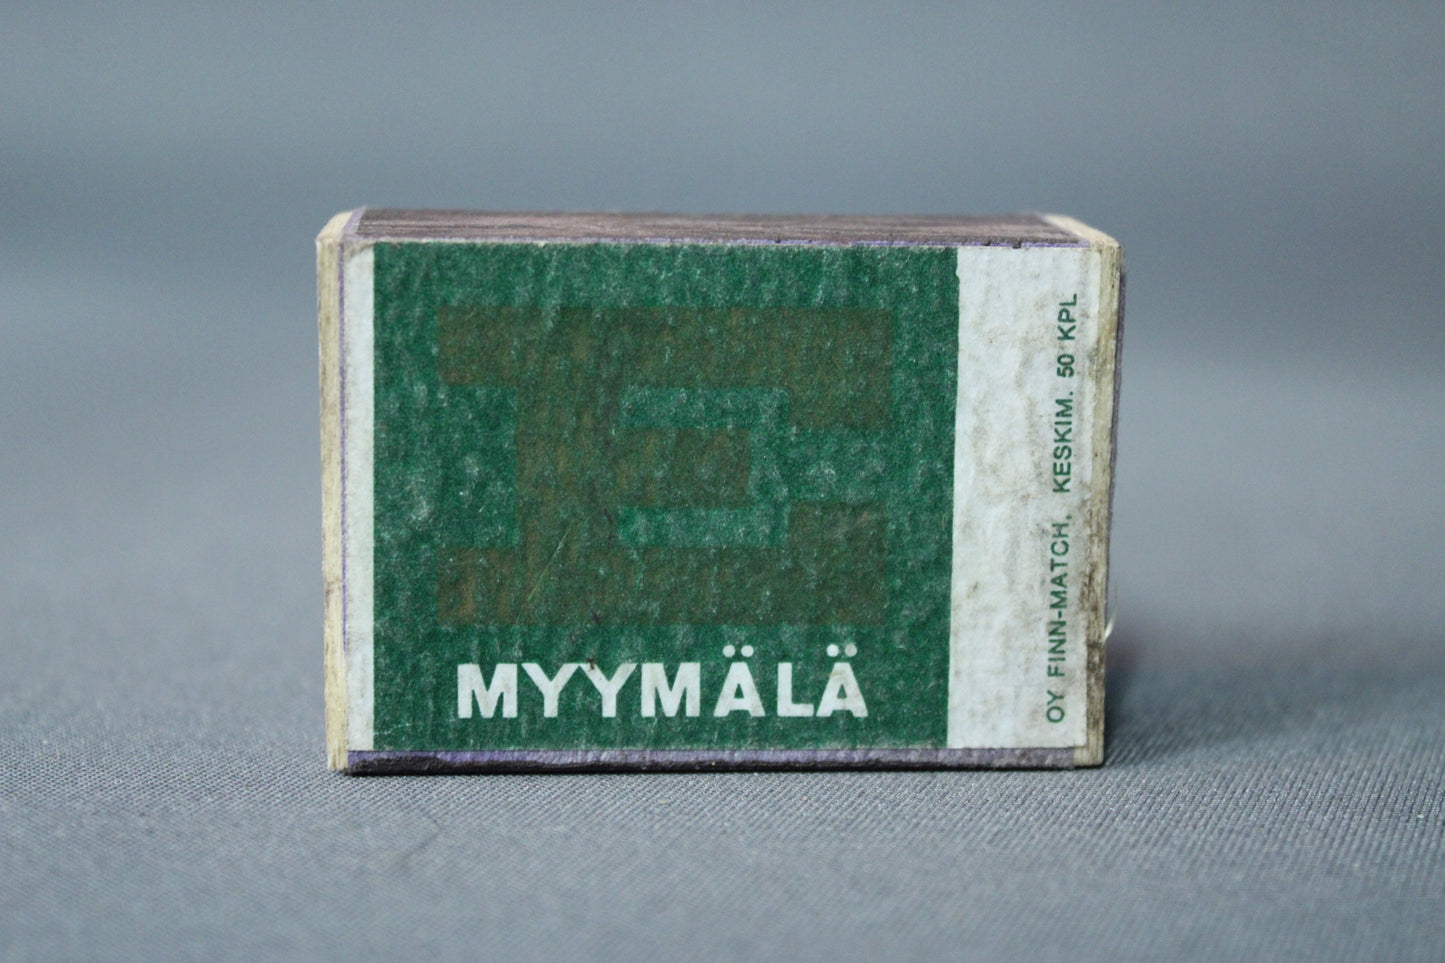 E
MYYMÄLÄ
OY FINN-MATCH, KESKIM. 50 KPL